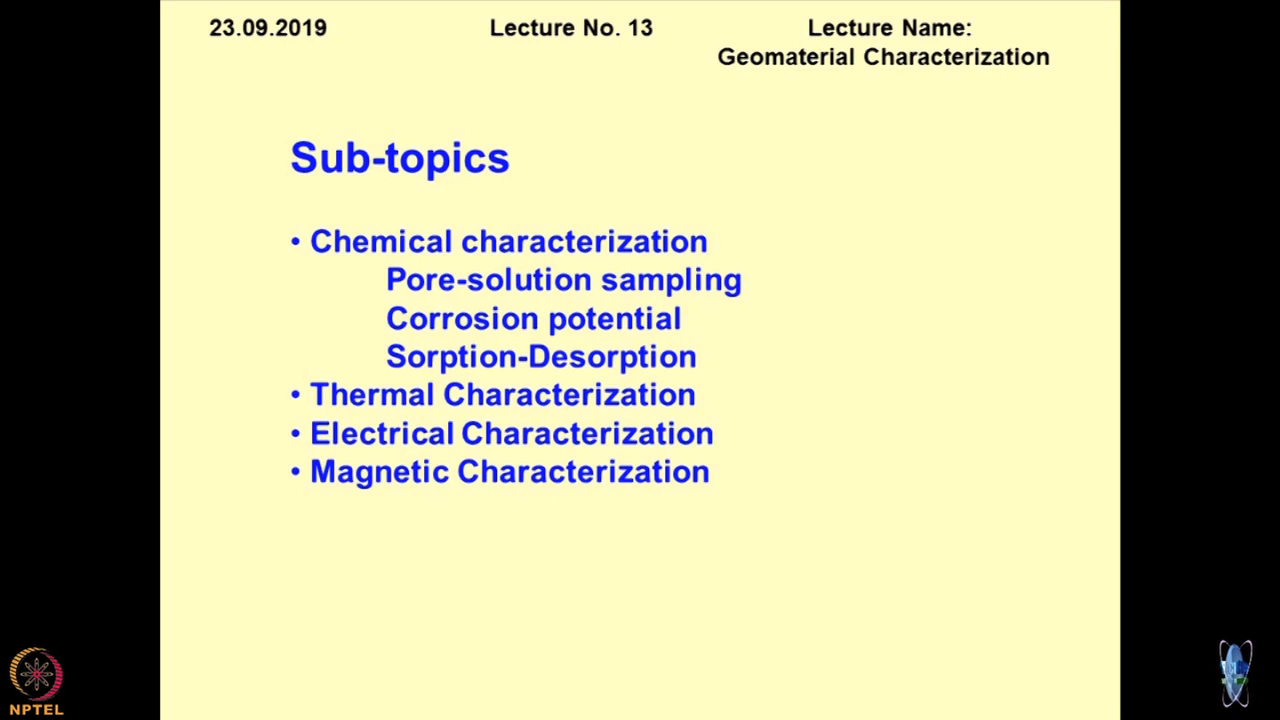 23.09.2019 Lecture No. 13 Lecture Name:
Geomaterial Characterization
Sub-topics
• Chemical characterization
Pore-solution sampling
Corrosion potential
Sorption-Desorption
• Thermal Characterization
• Electrical Characterization
• Magnetic Characterization
NPTEL